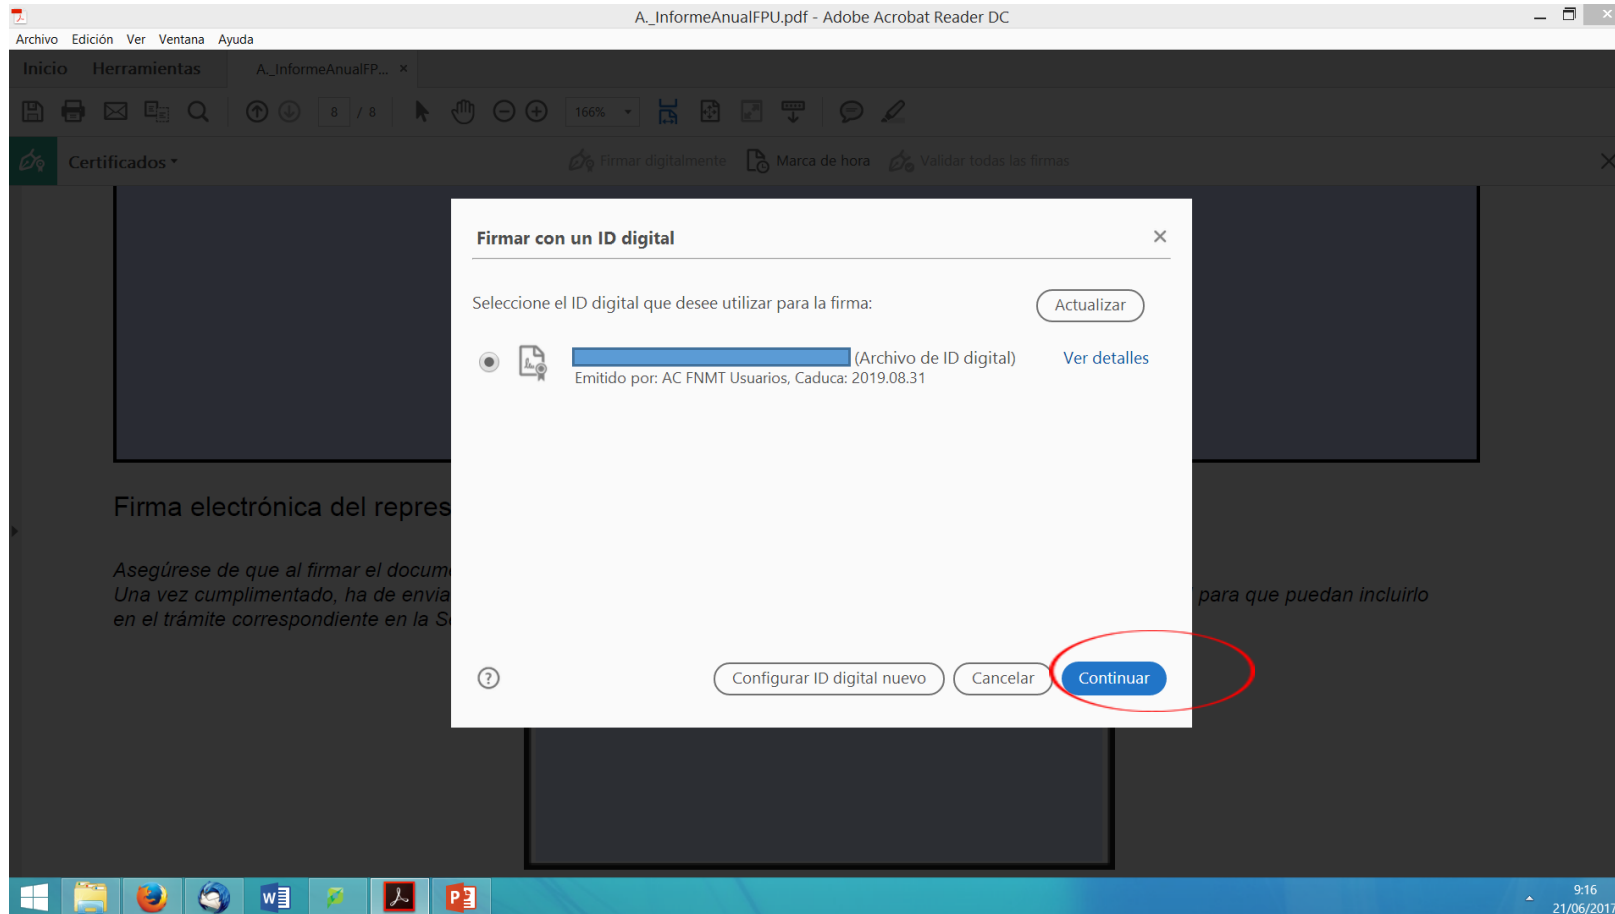 A._InformeAnualFPU.pdf - Adobe Acrobat Reader DC
Archivo Edición Ver Ventana Ayuda
Inicio Herramientas A._InformeAnualFP... ×
8 / 8 166%
Certificados Firmar digitalmente Marca de hora Validar todas las firmas
Firmar con un ID digital
Seleccione el ID digital que desee utilizar para la firma: Actualizar
(Archivo de ID digital) Ver detalles
Emitido por: AC FNMT Usuarios, Caduca: 2019.08.31
Firma electrónica del repres
Asegúrese de que al firmar el docum
Una vez cumplimentado, ha de envia para que puedan incluirlo
en el trámite correspondiente en la S
? Configurar ID digital nuevo Cancelar Continuar
9:16
21/06/2017